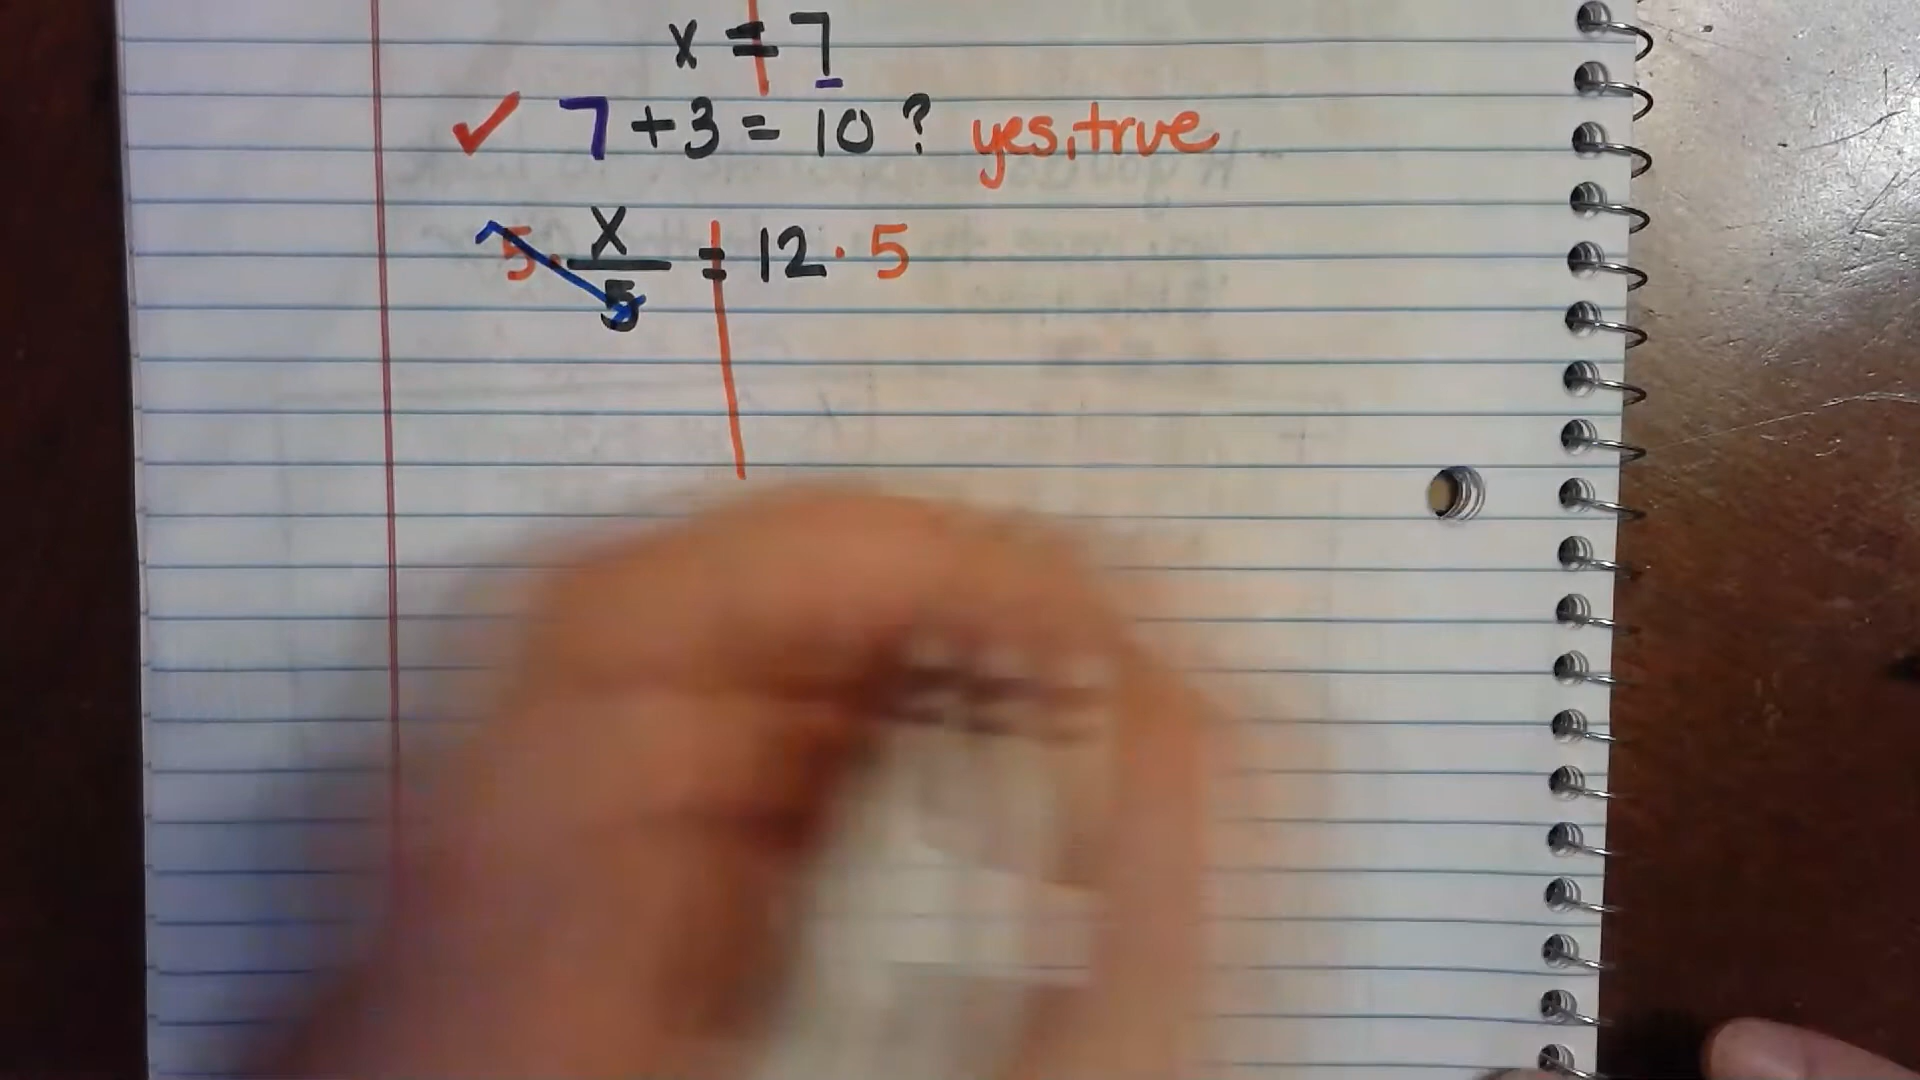 x = 7
✓ 7 + 3 = 10 ? yes, true
5 · x/5 = 12 · 5